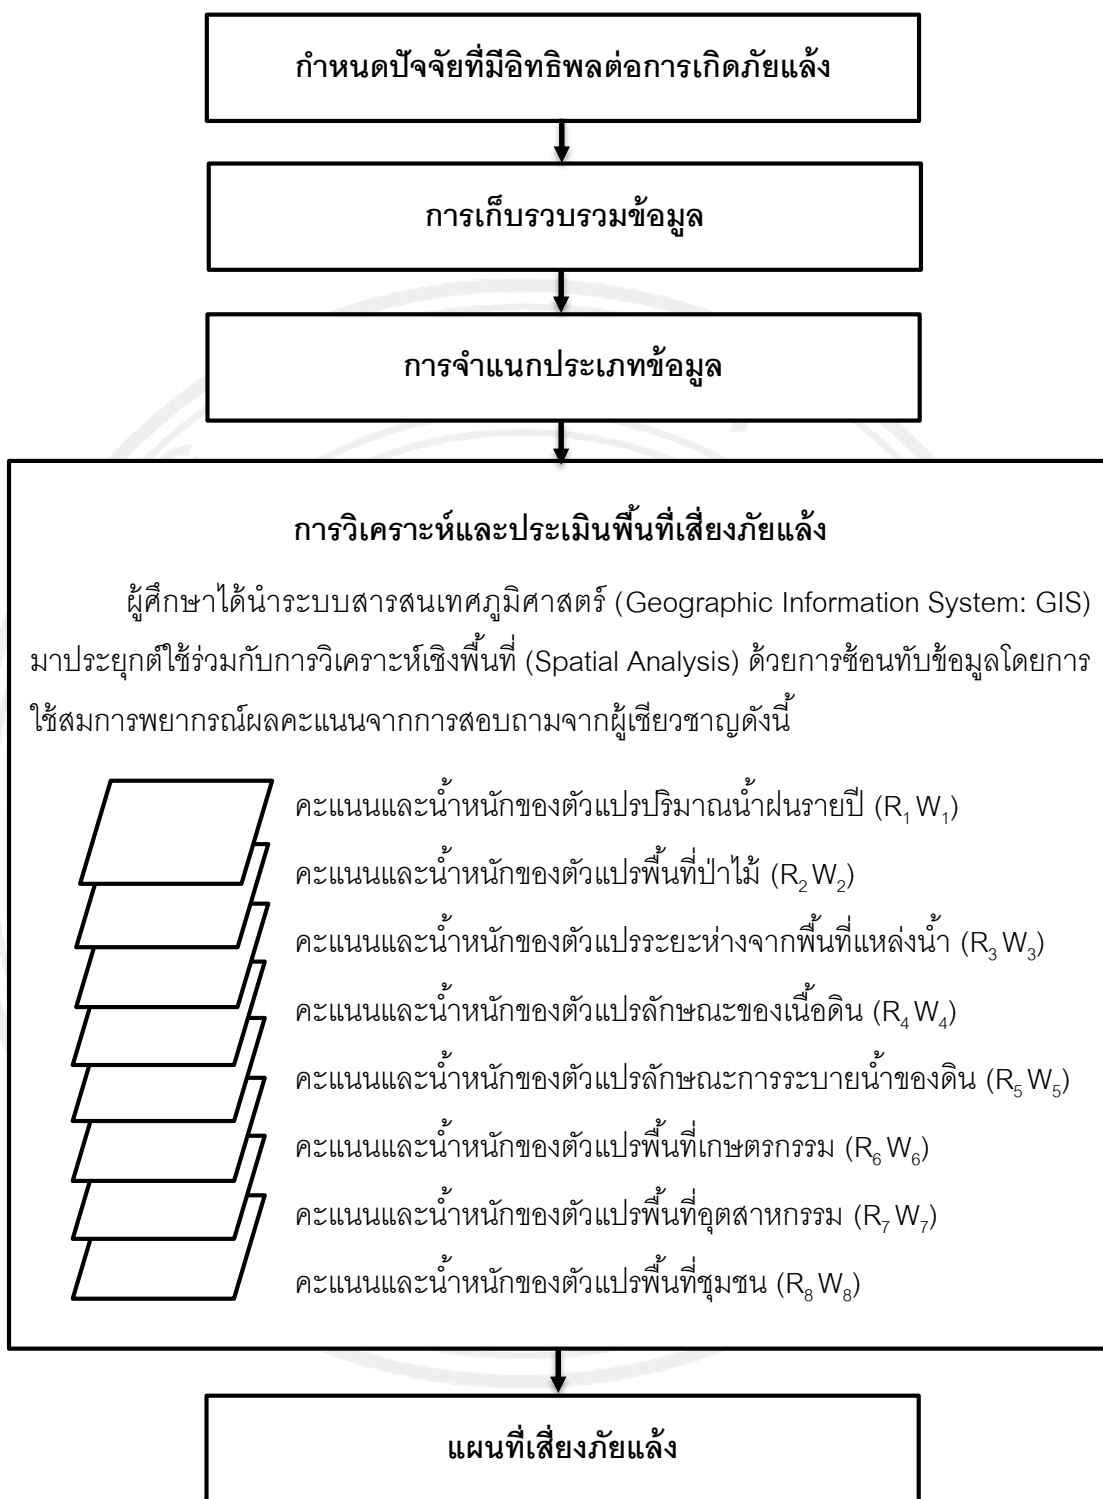 กำหนดปัจจัยที่มีอิทธิพลต่อการเกิดภัยแล้ง
การเก็บรวบรวมข้อมูล
การจำแนกประเภทข้อมูล
การวิเคราะห์และประเมินพื้นที่เสี่ยงภัยแล้ง
ผู้ศึกษาได้นำระบบสารสนเทศภูมิศาสตร์ (Geographic Information System: GIS)
มาประยุกต์ใช้ร่วมกับการวิเคราะห์เชิงพื้นที่ (Spatial Analysis) ด้วยการซ้อนทับข้อมูลโดยการ
ใช้สมการพยากรณ์ผลคะแนนจากการสอบถามจากผู้เชียวชาญดังนี้
คะแนนและน้ำหนักของตัวแปรปริมาณน้ำฝนรายปี (R₁W₁)
คะแนนและน้ำหนักของตัวแปรพื้นที่ป่าไม้ (R₂W₂)
คะแนนและน้ำหนักของตัวแปรระยะห่างจากพื้นที่แหล่งน้ำ (R₃W₃)
คะแนนและน้ำหนักของตัวแปรลักษณะของเนื้อดิน (R₄W₄)
คะแนนและน้ำหนักของตัวแปรลักษณะการระบายน้ำของดิน (R₅W₅)
คะแนนและน้ำหนักของตัวแปรพื้นที่เกษตรกรรม (R₆W₆)
คะแนนและน้ำหนักของตัวแปรพื้นที่อุตสาหกรรม (R₇W₇)
คะแนนและน้ำหนักของตัวแปรพื้นที่ชุมชน (R₈W₈)
แผนที่เสี่ยงภัยแล้ง